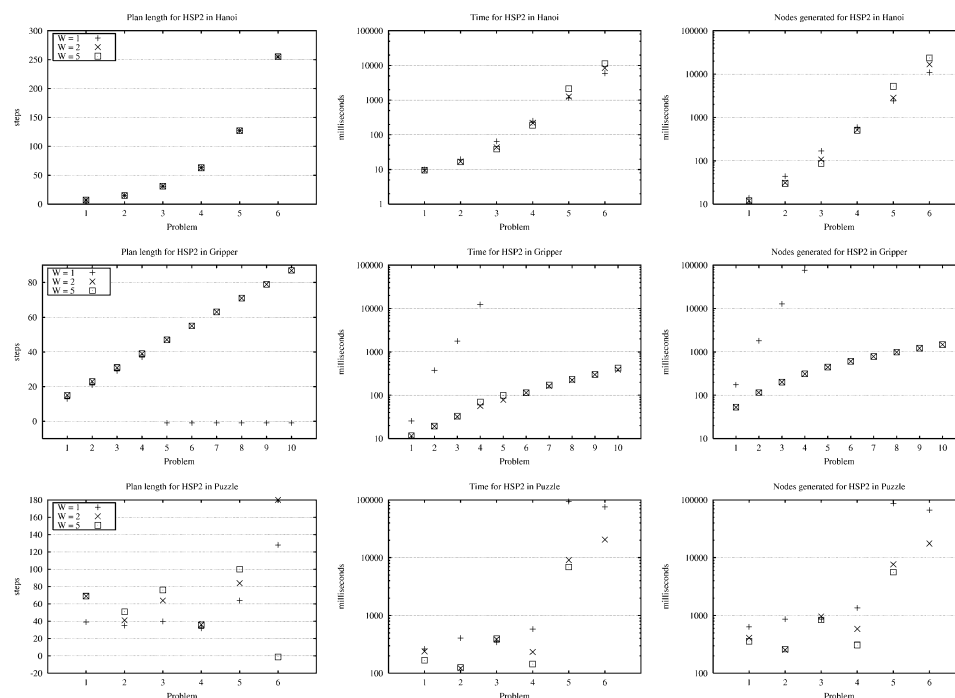 Plan length for HSP2 in Hanoi
300
250
200
150
100
50
0
steps
W = 1
W = 2
W = 5
1 2 3 4 5 6
Problem
Time for HSP2 in Hanoi
100000
10000
1000
100
10
1
milliseconds
1 2 3 4 5 6
Problem
Nodes generated for HSP2 in Hanoi
100000
10000
1000
100
10
milliseconds
1 2 3 4 5 6
Problem
Plan length for HSP2 in Gripper
80
60
40
20
0
steps
W = 1
W = 2
W = 5
1 2 3 4 5 6 7 8 9 10
Problem
Time for HSP2 in Gripper
100000
10000
1000
100
10
milliseconds
1 2 3 4 5 6 7 8 9 10
Problem
Nodes generated for HSP2 in Gripper
100000
10000
1000
100
10
milliseconds
1 2 3 4 5 6 7 8 9 10
Problem
Plan length for HSP2 in Puzzle
180
160
140
120
100
80
60
40
20
0
-20
steps
W = 1
W = 2
W = 5
1 2 3 4 5 6
Problem
Time for HSP2 in Puzzle
100000
10000
1000
100
milliseconds
1 2 3 4 5 6
Problem
Nodes generated for HSP2 in Puzzle
100000
10000
1000
100
milliseconds
1 2 3 4 5 6
Problem